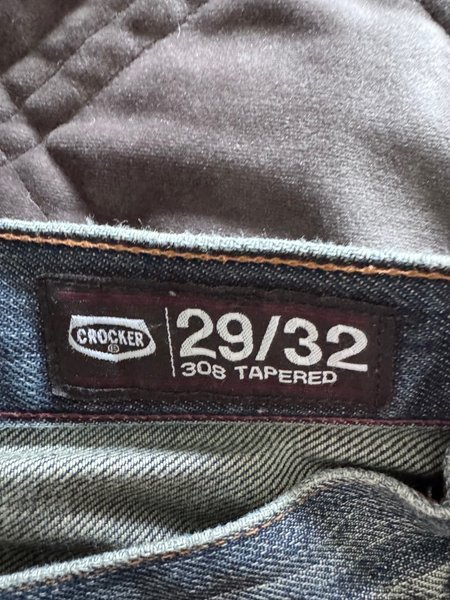 CROCKER
29/32
308 TAPERED